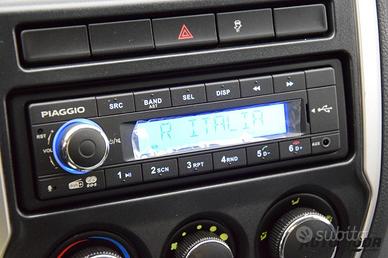 PIAGGIO
SRC BAND SEL DISP
AST
RST
VOL
R ITALIA
1 2 SCN 3 RPT 4 RND 5 D- 6 D+
AUX
subito